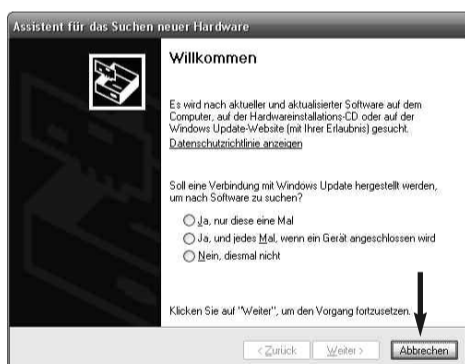 Assistent für das Suchen neuer Hardware
Willkommen
Es wird nach aktueller und aktualisierter Software auf dem
Computer, auf der Hardwareinstallations-CD oder auf der
Windows Update-Website (mit Ihrer Erlaubnis) gesucht.
Datenschutzrichtlinie anzeigen
Soll eine Verbindung mit Windows Update hergestellt werden,
um nach Software zu suchen?
Ja, nur diese eine Mal
Ja, und jedes Mal, wenn ein Gerät angeschlossen wird
Nein, diesmal nicht
Klicken Sie auf "Weiter", um den Vorgang fortzusetzen.
< Zurück Weiter > Abbrechen